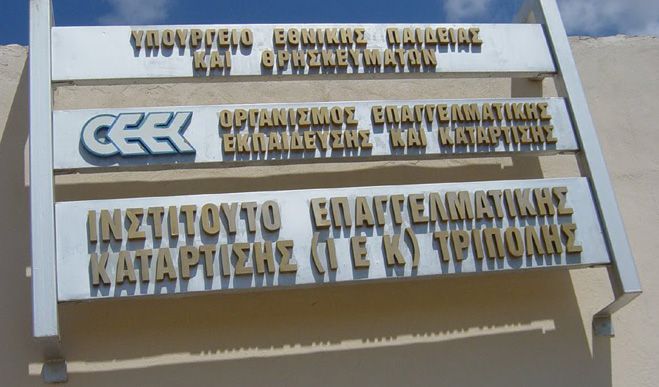 ΥΠΟΥΡΓΕΙΟ ΕΘΝΙΚΗΣ ΠΑΙΔΕΙΑΣ
ΚΑΙ ΘΡΗΣΚΕΥΜΑΤΩΝ
ΟΕΕΚ ΟΡΓΑΝΙΣΜΟΣ ΕΠΑΓΓΕΛΜΑΤΙΚΗΣ
ΕΚΠΑΙΔΕΥΣΗΣ ΚΑΙ ΚΑΤΑΡΤΙΣΗΣ
ΙΝΣΤΙΤΟΥΤΟ ΕΠΑΓΓΕΛΜΑΤΙΚΗΣ
ΚΑΤΑΡΤΙΣΗΣ (Ι Ε Κ) ΤΡΙΠΟΛΗΣ